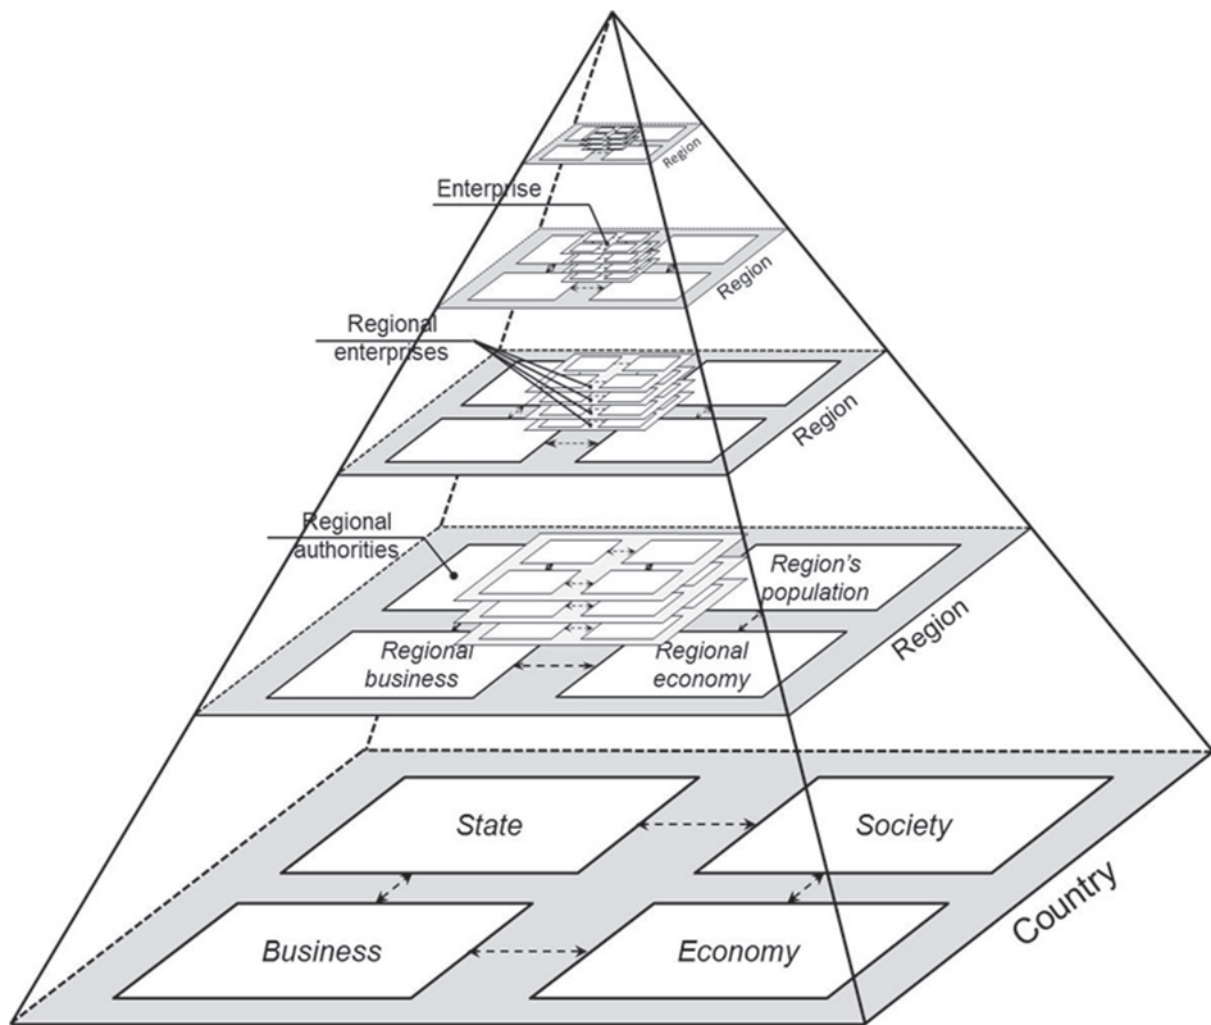 Region
Enterprise
Region
Regional
enterprises
Region
Regional
authorities
Region's
population
Regional
business
Regional
economy
Region
State
Society
Business
Economy
Country